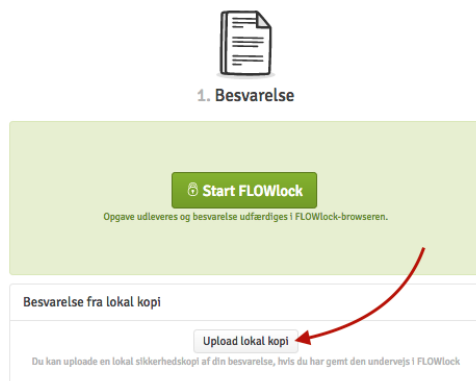 1. Besvarelse
Start FLOWlock
Opgave udleveres og besvarelse udfærdiges i FLOWlock-browseren.
Besvarelse fra lokal kopi
Upload lokal kopi
Du kan uploade en lokal sikkerhedskopi af din besvarelse, hvis du har gemt den undervejs i FLOWlock